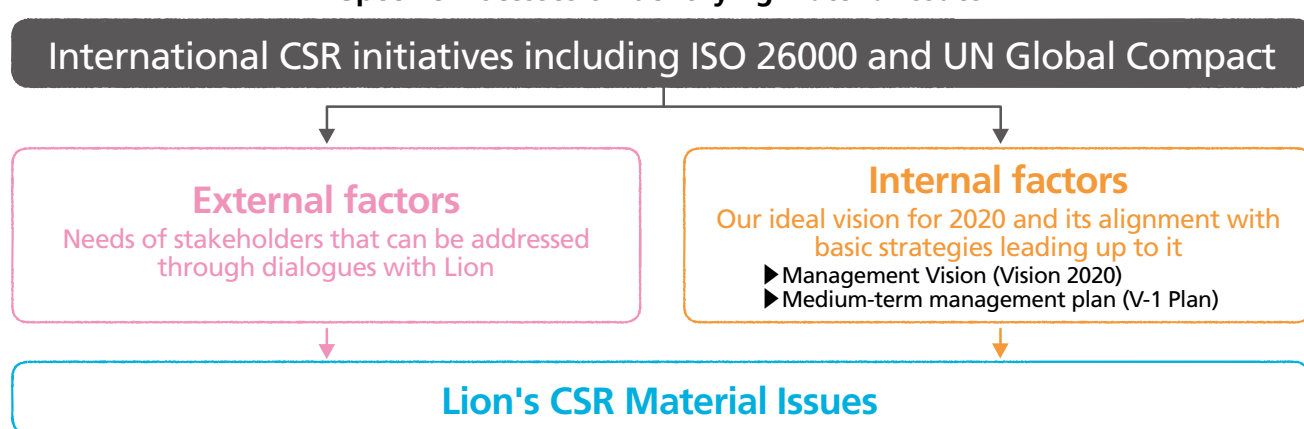 International CSR initiatives including ISO 26000 and UN Global Compact
External factors
Needs of stakeholders that can be addressed
through dialogues with Lion
Internal factors
Our ideal vision for 2020 and its alignment with
basic strategies leading up to it
▶Management Vision (Vision 2020)
▶Medium-term management plan (V-1 Plan)
Lion's CSR Material Issues